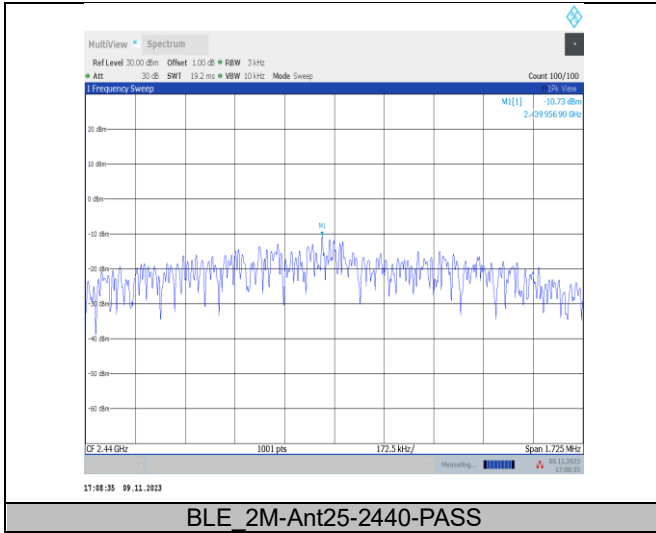 MultiView Spectrum
Ref Level 30.00 dBm Offset 1.00 dB RBW 3 kHz
Att 30 dB SWT 19.2 ms VBW 10 kHz Mode Sweep Count 100/100
1 Frequency Sweep 1Pk View
M1[1] -10.73 dBm
2.439 956 90 GHz
20 dBm
10 dBm
0 dBm
M1
-10 dBm
-20 dBm
-30 dBm
-40 dBm
-50 dBm
-60 dBm
CF 2.44 GHz 1001 pts 172.5 kHz/ Span 1.725 MHz
Measuring... 09.11.2023
17:08:35
17:08:35 09.11.2023
BLE_2M-Ant25-2440-PASS